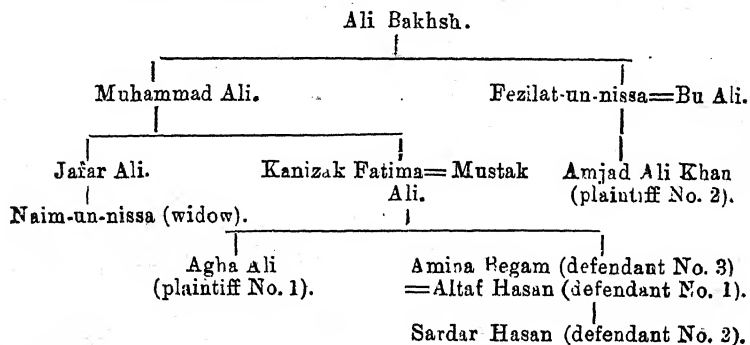 Ali Bakhsh.
Muhammad Ali. Fezilat-un-nissa=Bu Ali.
Jafar Ali. Kanizak Fatima=Mustak Amjad Ali Khan
Ali. (plaintiff No. 2).
Naim-un-nissa (widow).
Agha Ali Amina Begam (defendant No. 3)
(plaintiff No. 1). =Altaf Hasan (defendant No. 1).
Sardar Hasan (defendant No. 2).